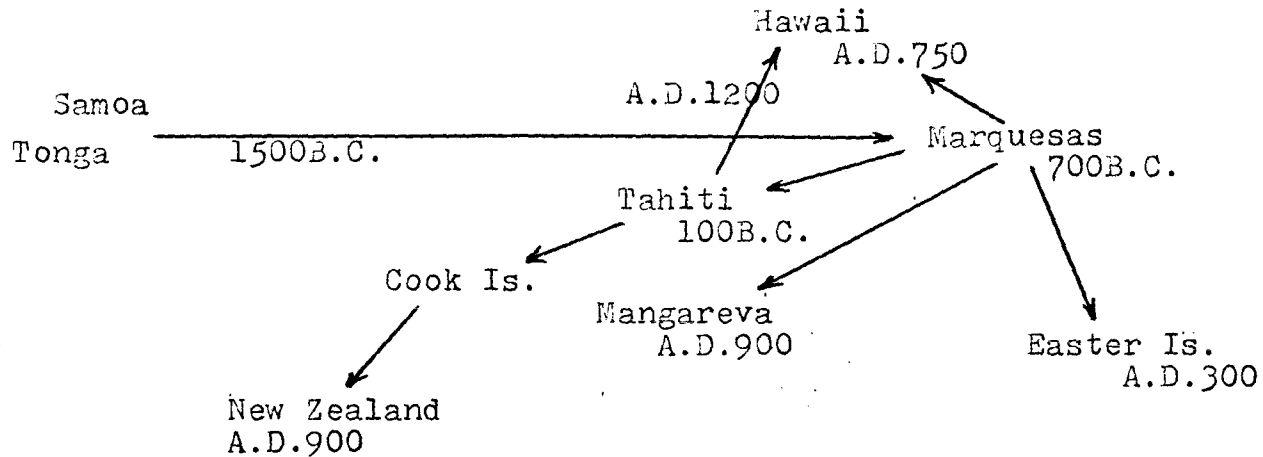 Hawaii
A.D.750
A.D.1200
Samoa
Tonga 1500B.C.
Marquesas
700B.C.
Tahiti
100B.C.
Cook Is.
Mangareva
A.D.900
Easter Is.
A.D.300
New Zealand
A.D.900